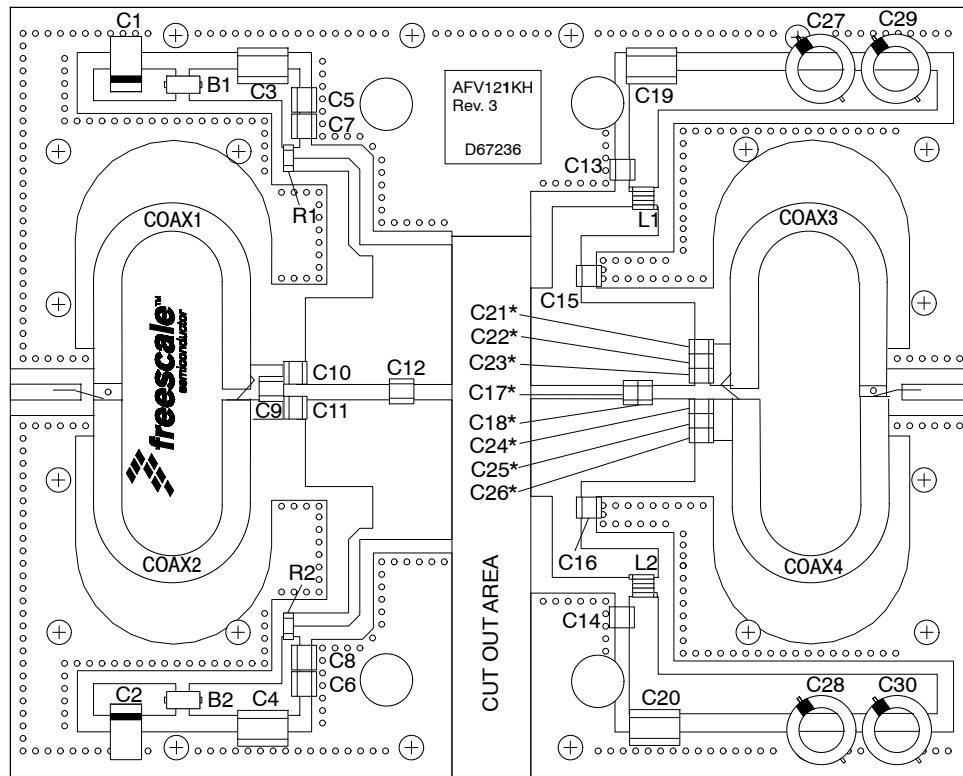 C1
C27 C29
B1
C3
C5
C7
C19
AFV121KH
Rev. 3
D67236
C13
R1
L1
COAX1
COAX3
C15
freescale™
semiconductor
C21*
C22*
C23*
C10
C12
C17*
C9
C11
C18*
C24*
C25*
C26*
COAX2
C16
R2
L2
COAX4
CUT OUT AREA
C14
C8
C6
C2
B2
C4
C20
C28 C30